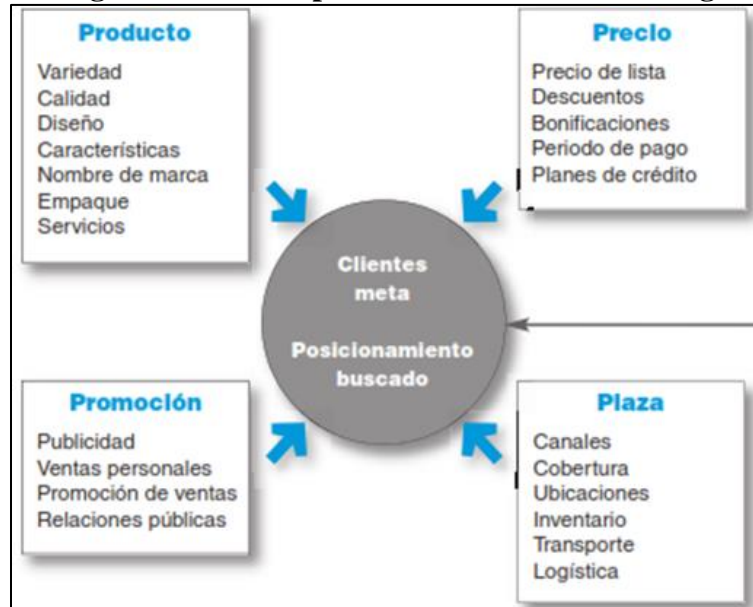 Producto
Variedad
Calidad
Diseño
Características
Nombre de marca
Empaque
Servicios
Precio
Precio de lista
Descuentos
Bonificaciones
Periodo de pago
Planes de crédito
Clientes
meta
Posicionamiento
buscado
Promoción
Publicidad
Ventas personales
Promoción de ventas
Relaciones públicas
Plaza
Canales
Cobertura
Ubicaciones
Inventario
Transporte
Logística